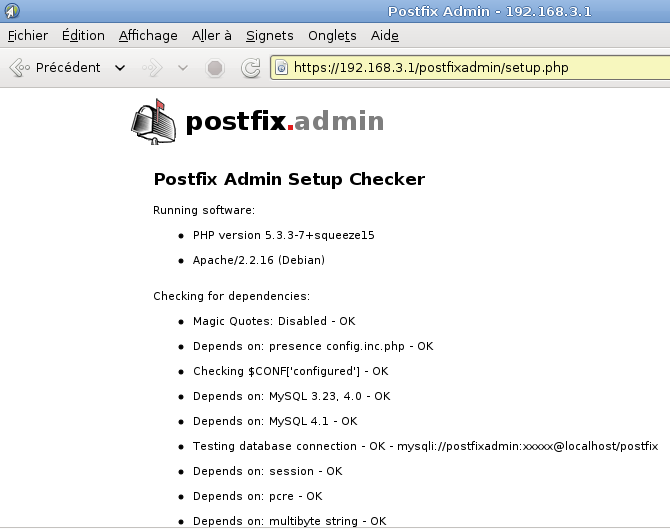 Postfix Admin - 192.168.3.1
Fichier Édition Affichage Aller à Signets Onglets Aide
Précédent https://192.168.3.1/postfixadmin/setup.php
postfix.admin
Postfix Admin Setup Checker
Running software:
• PHP version 5.3.3-7+squeeze15
• Apache/2.2.16 (Debian)
Checking for dependencies:
• Magic Quotes: Disabled - OK
• Depends on: presence config.inc.php - OK
• Checking $CONF['configured'] - OK
• Depends on: MySQL 3.23, 4.0 - OK
• Depends on: MySQL 4.1 - OK
• Testing database connection - OK - mysqli://postfixadmin:xxxxx@localhost/postfix
• Depends on: session - OK
• Depends on: pcre - OK
• Depends on: multibyte string - OK